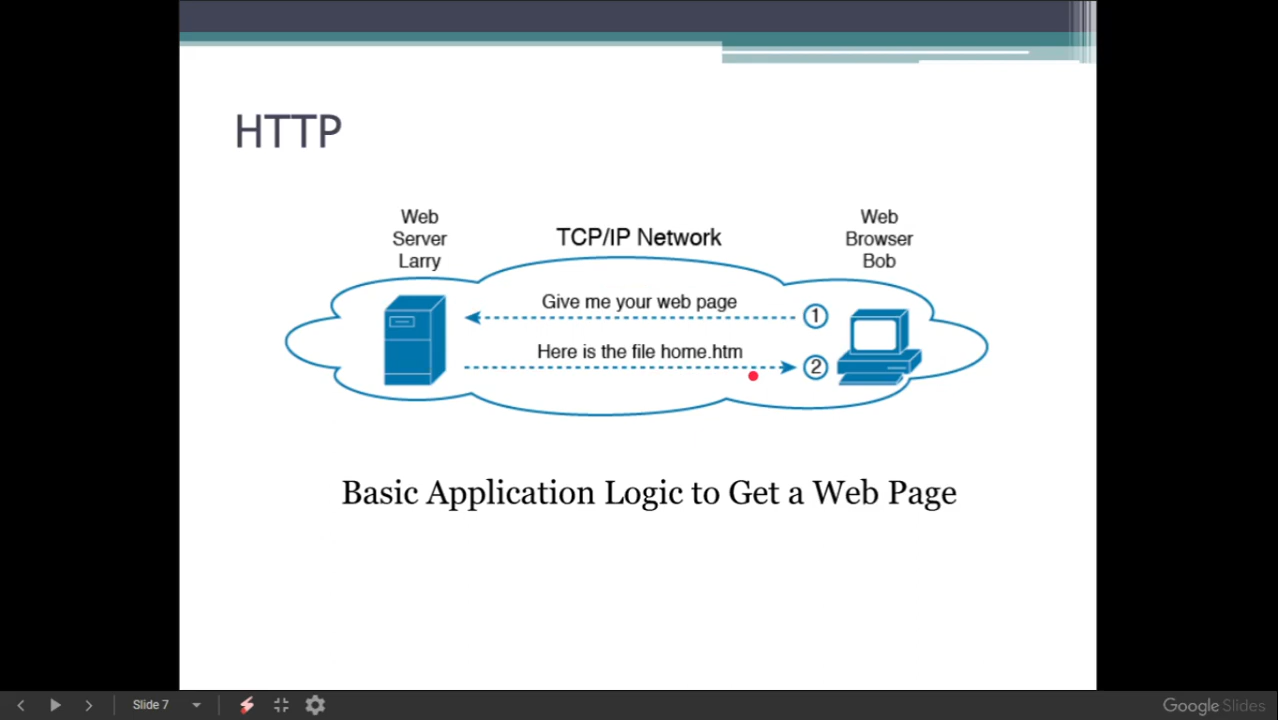 HTTP
Web
Server
Larry
TCP/IP Network
Web
Browser
Bob
Give me your web page
1
Here is the file home.htm
2
Basic Application Logic to Get a Web Page
Slide 7
Google Slides